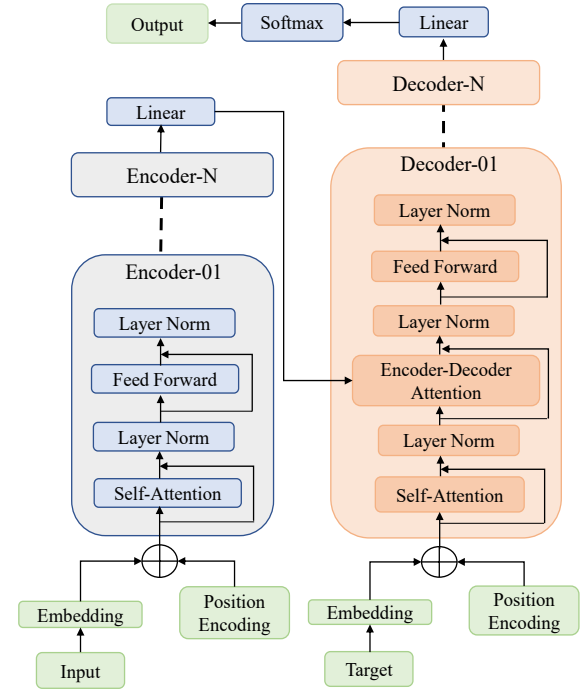 Output
Softmax
Linear
Decoder-N
Linear
Encoder-N
Decoder-01
Layer Norm
Feed Forward
Layer Norm
Encoder-Decoder
Attention
Layer Norm
Self-Attention
Encoder-01
Layer Norm
Feed Forward
Layer Norm
Self-Attention
Embedding
Position
Encoding
Input
Embedding
Position
Encoding
Target